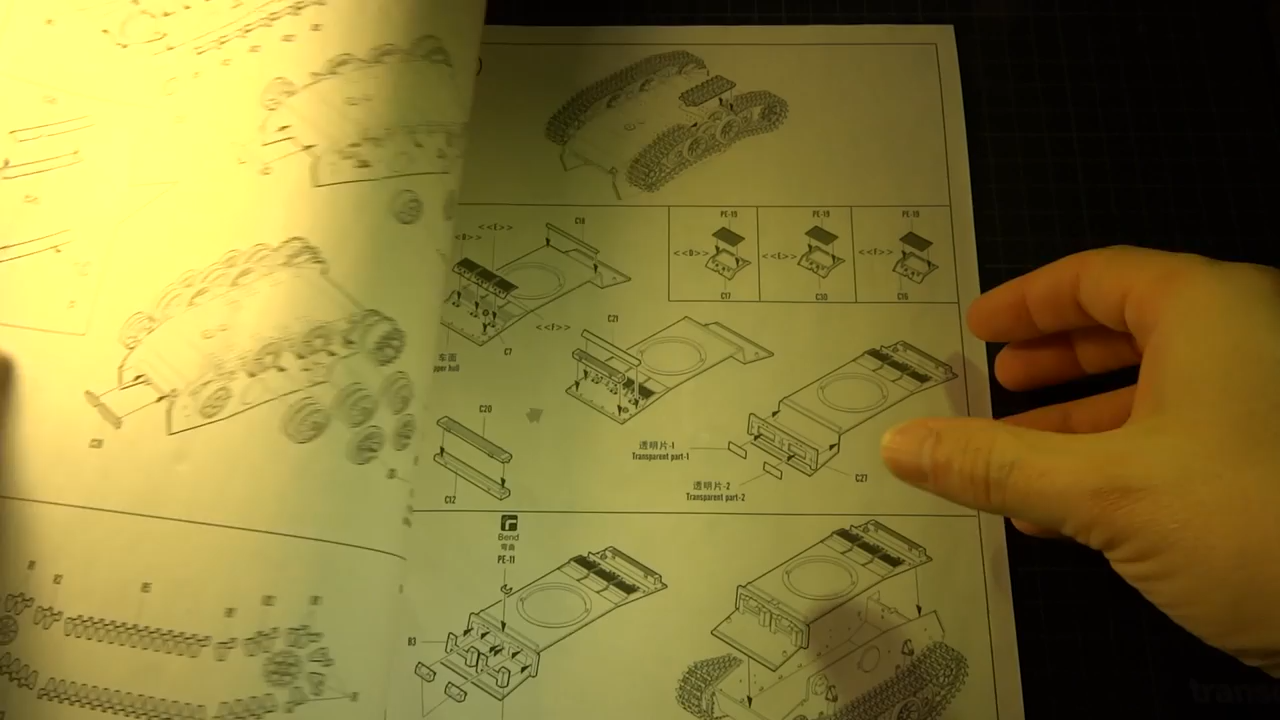 C18
<<E>>
<<D>>
PE-19
PE-19
PE-19
<<D>>
<<E>>
<<F>>
C17
C30
C16
<<F>>
C7
C21
车面
pper hull
C20
C12
透明片-1
Transparent part-1
透明片-2
Transparent part-2
C27
Bend
弯曲
PE-11
B3
trans